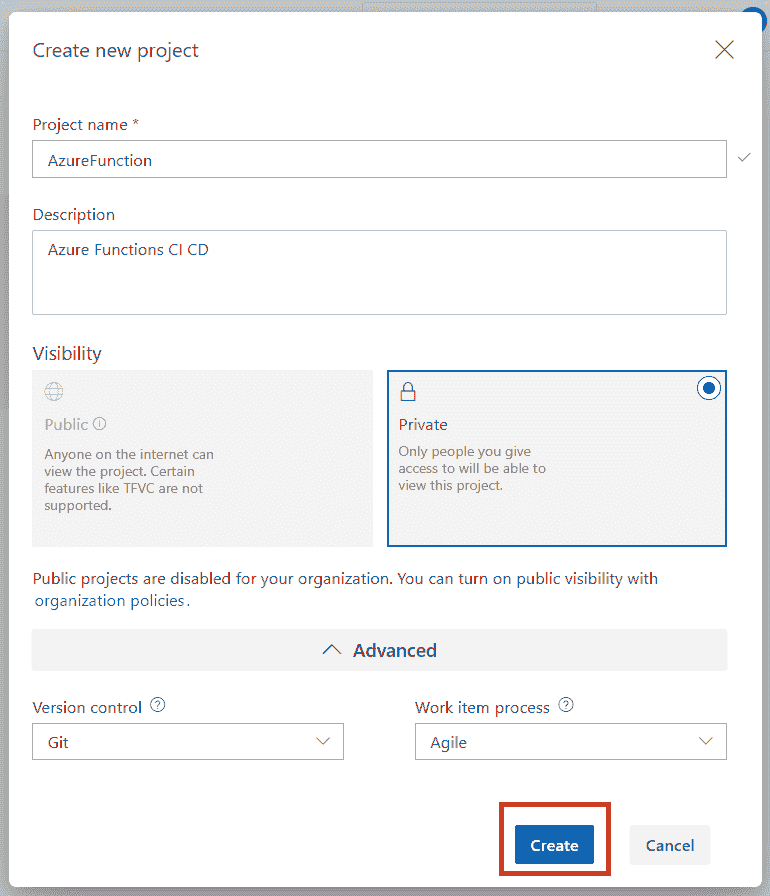 Create new project
Project name *
AzureFunction
Description
Azure Functions CI CD
Visibility
Public
Anyone on the internet can
view the project. Certain
features like TFVC are not
supported.
Private
Only people you give
access to will be able to
view this project.
Public projects are disabled for your organization. You can turn on public visibility with
organization policies.
Advanced
Version control
Work item process
Git
Agile
Create
Cancel